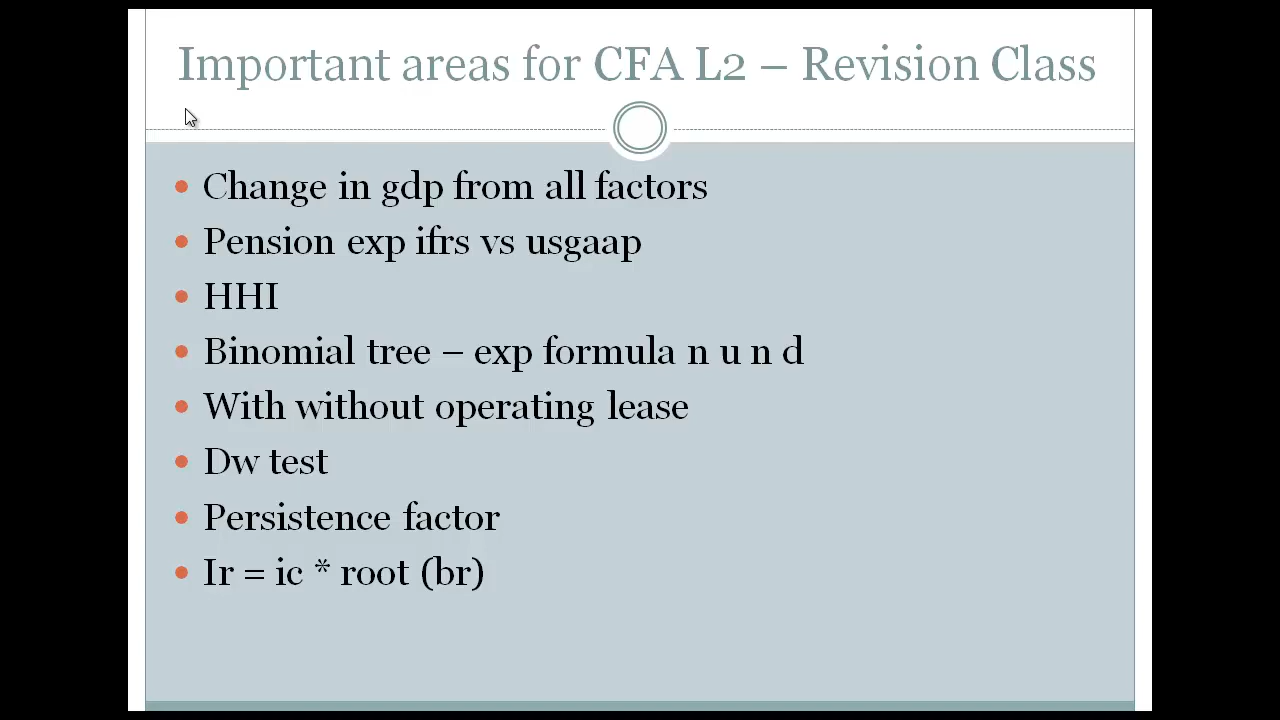 Important areas for CFA L2 – Revision Class
Change in gdp from all factors
Pension exp ifrs vs usgaap
HHI
Binomial tree – exp formula n u n d
With without operating lease
Dw test
Persistence factor
Ir = ic * root (br)